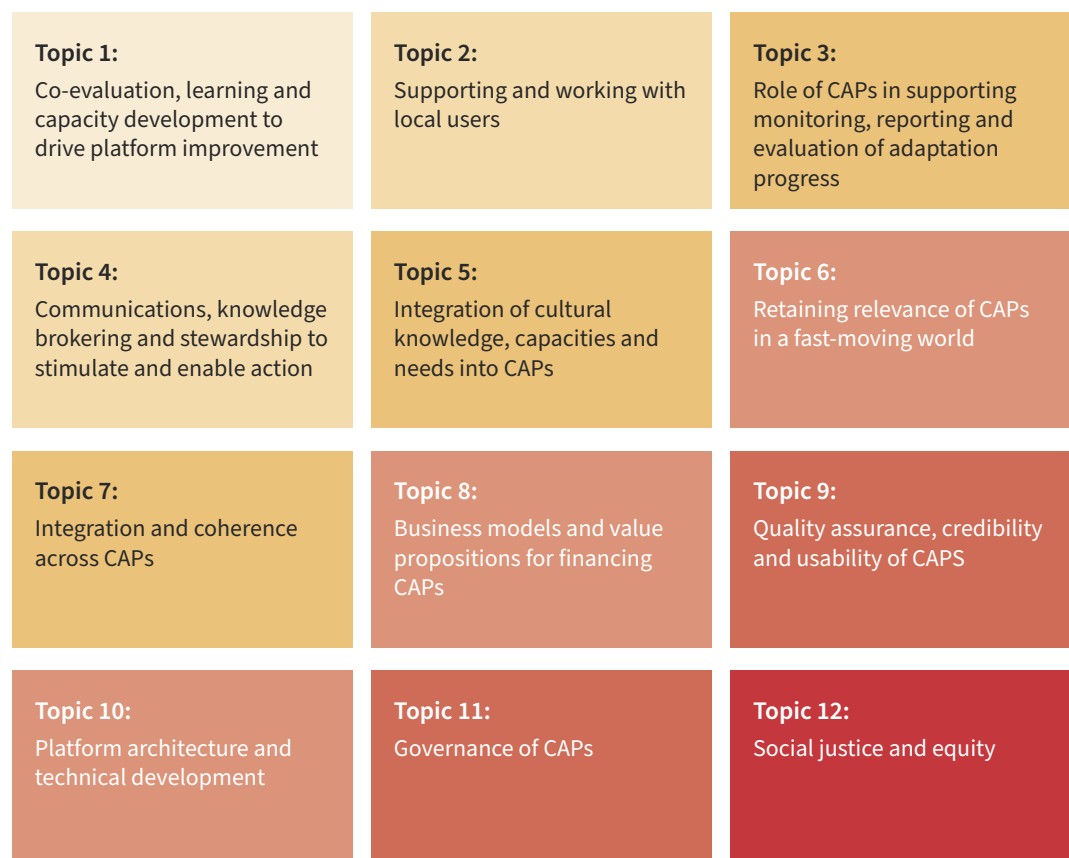 Topic 1:
Co-evaluation, learning and
capacity development to
drive platform improvement
Topic 2:
Supporting and working with
local users
Topic 3:
Role of CAPs in supporting
monitoring, reporting and
evaluation of adaptation
progress
Topic 4:
Communications, knowledge
brokering and stewardship to
stimulate and enable action
Topic 5:
Integration of cultural
knowledge, capacities and
needs into CAPs
Topic 6:
Retaining relevance of CAPs
in a fast-moving world
Topic 7:
Integration and coherence
across CAPs
Topic 8:
Business models and value
propositions for financing
CAPs
Topic 9:
Quality assurance, credibility
and usability of CAPS
Topic 10:
Platform architecture and
technical development
Topic 11:
Governance of CAPs
Topic 12:
Social justice and equity